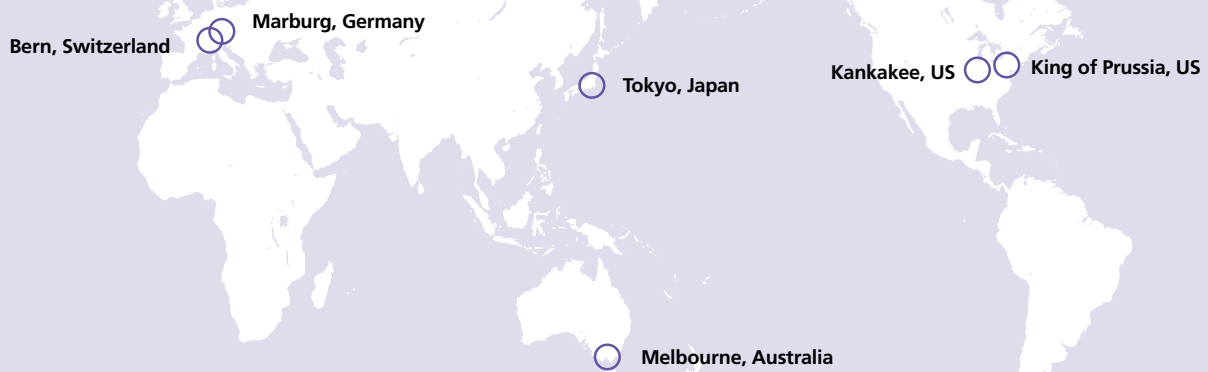 Marburg, Germany
Bern, Switzerland
Tokyo, Japan
Kankakee, US
King of Prussia, US
Melbourne, Australia